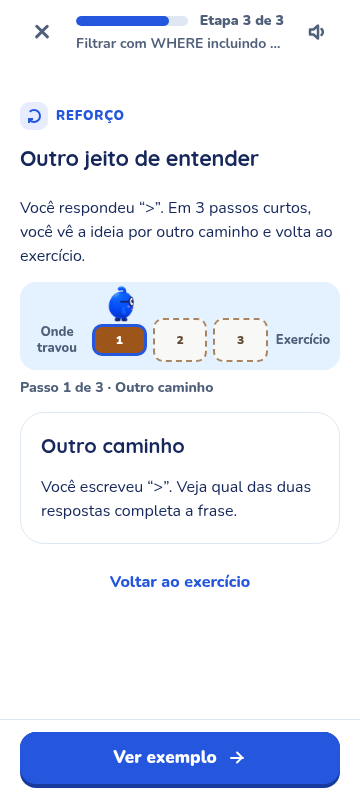 Etapa 3 de 3
Filtrar com WHERE incluindo ...
REFORÇO
Outro jeito de entender
Você respondeu “>”. Em 3 passos curtos,
você vê a ideia por outro caminho e volta ao
exercício.
Onde
travou
1
2
3
Exercício
Passo 1 de 3 · Outro caminho
Outro caminho
Você escreveu “>”. Veja qual das duas
respostas completa a frase.
Voltar ao exercício
Ver exemplo